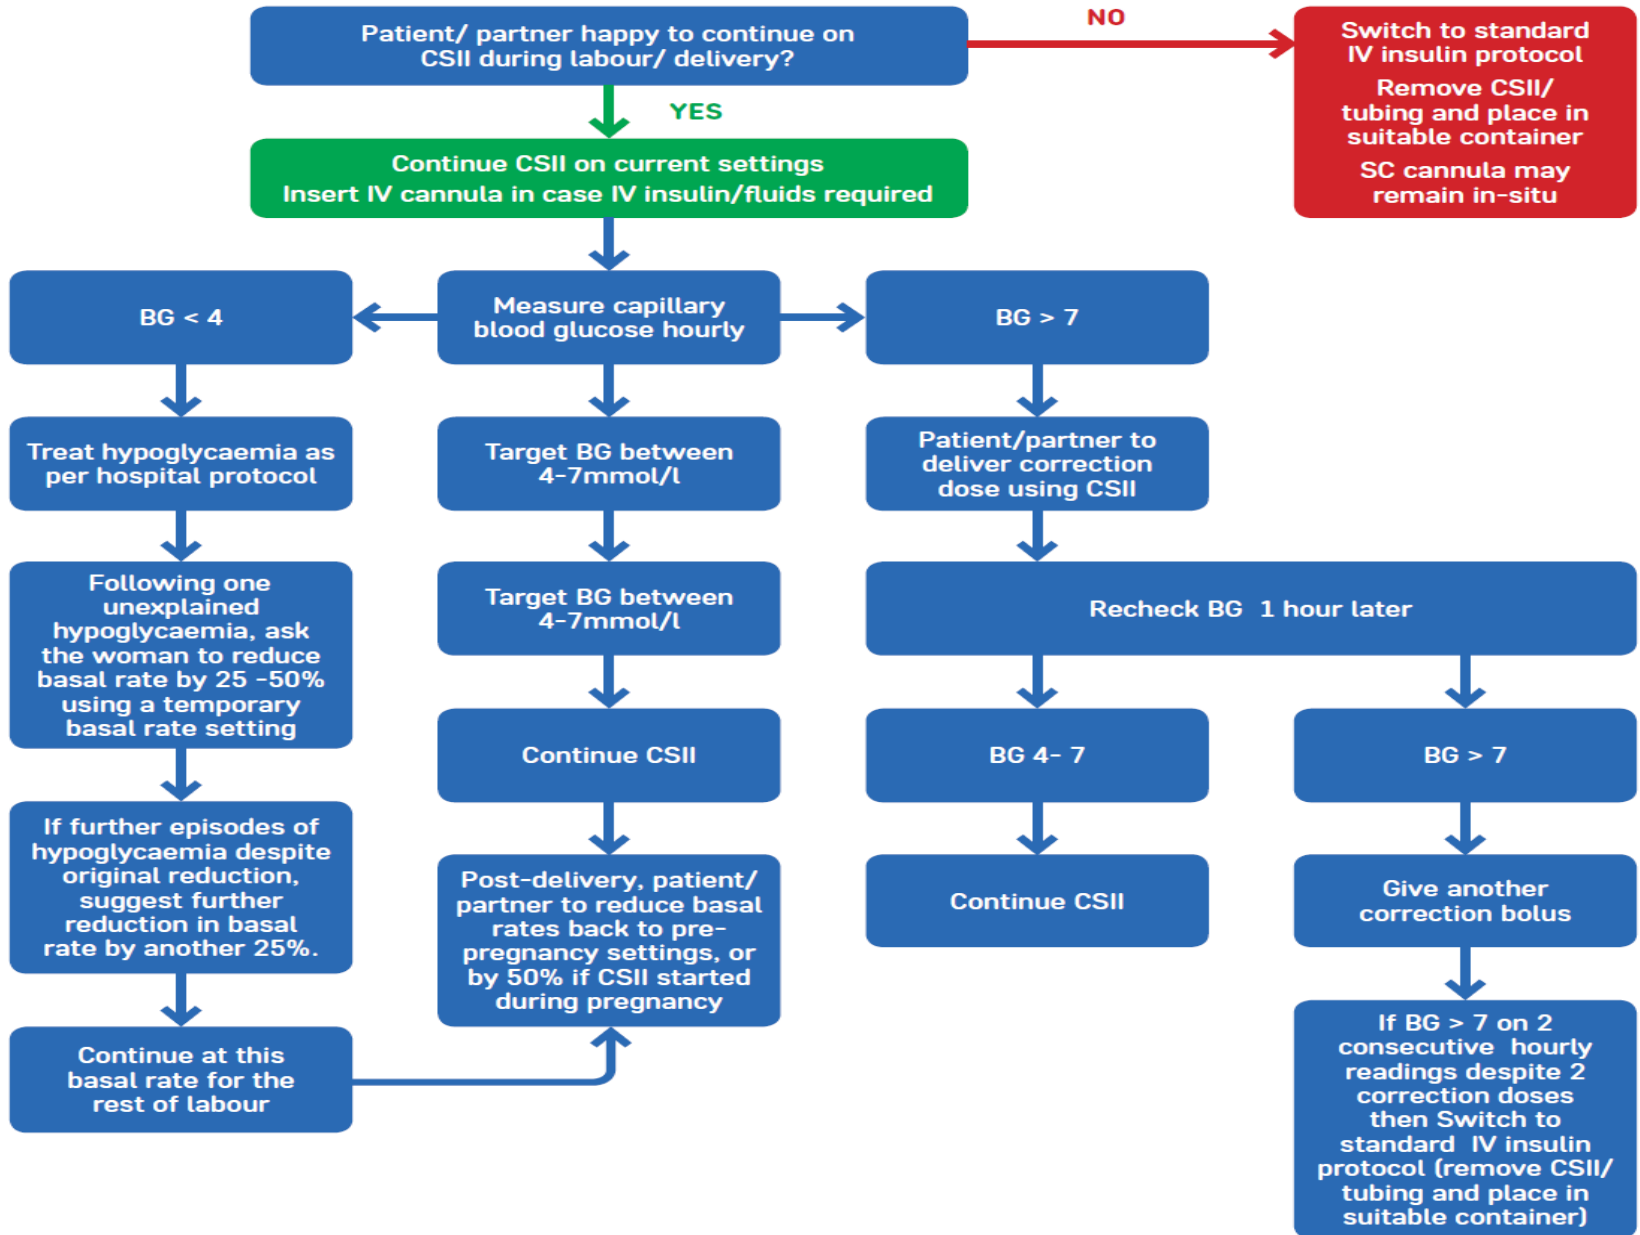 Patient/ partner happy to continue on
CSII during labour/ delivery?
NO
Switch to standard
IV insulin protocol
Remove CSII/
tubing and place in
suitable container
SC cannula may
remain in-situ
YES
Continue CSII on current settings
Insert IV cannula in case IV insulin/fluids required
BG < 4
Measure capillary
blood glucose hourly
BG > 7
Treat hypoglycaemia as
per hospital protocol
Target BG between
4-7mmol/l
Patient/partner to
deliver correction
dose using CSII
Following one
unexplained
hypoglycaemia, ask
the woman to reduce
basal rate by 25 -50%
using a temporary
basal rate setting
Target BG between
4-7mmol/l
Recheck BG 1 hour later
Continue CSII
BG 4- 7
BG > 7
If further episodes of
hypoglycaemia despite
original reduction,
suggest further
reduction in basal
rate by another 25%.
Post-delivery, patient/
partner to reduce basal
rates back to pre-
pregnancy settings, or
by 50% if CSII started
during pregnancy
Continue CSII
Give another
correction bolus
Continue at this
basal rate for the
rest of labour
If BG > 7 on 2
consecutive hourly
readings despite 2
correction doses
then Switch to
standard IV insulin
protocol (remove CSII/
tubing and place in
suitable container)